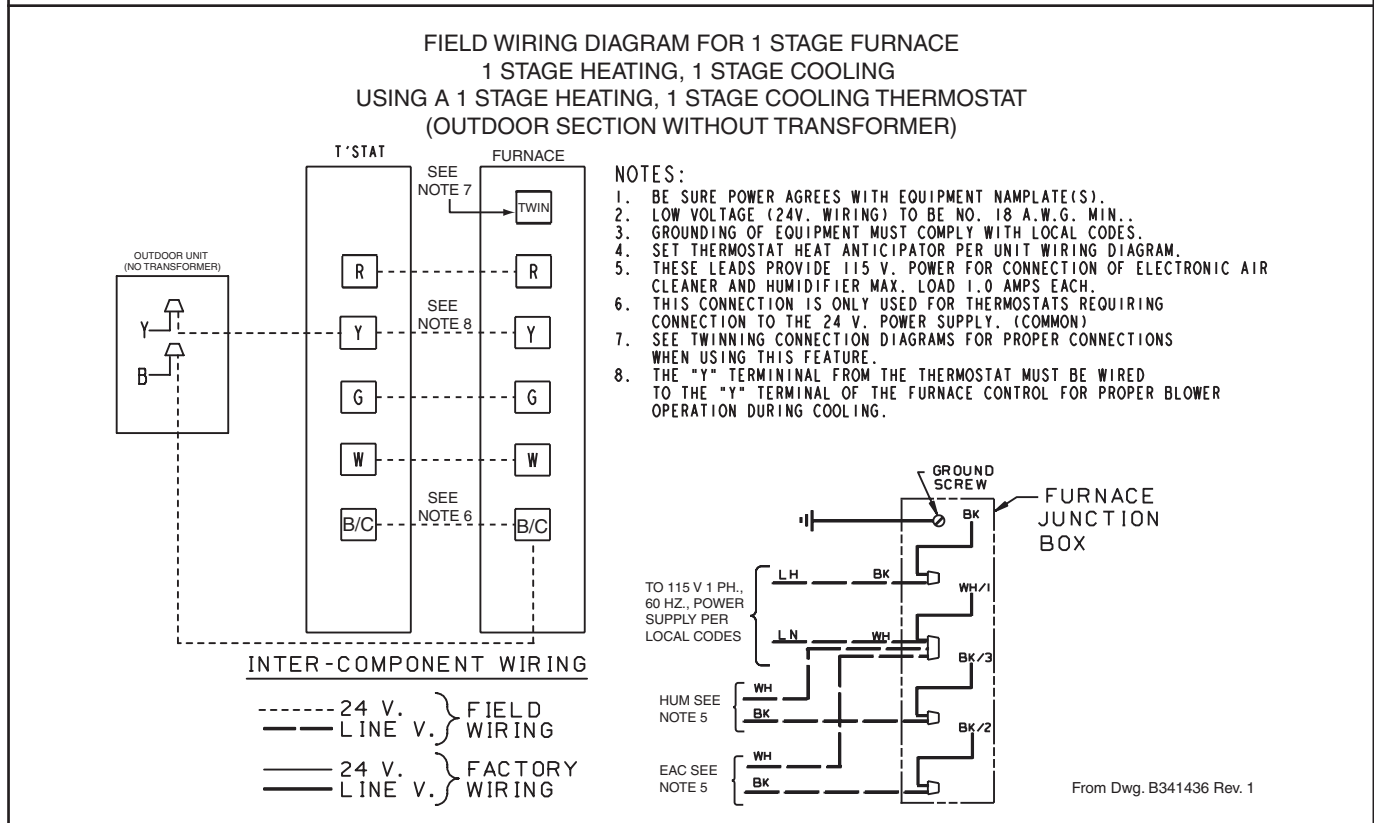 FIELD WIRING DIAGRAM FOR 1 STAGE FURNACE
1 STAGE HEATING, 1 STAGE COOLING
USING A 1 STAGE HEATING, 1 STAGE COOLING THERMOSTAT
(OUTDOOR SECTION WITHOUT TRANSFORMER)
T'STAT
FURNACE
SEE
NOTE 7
TWIN
OUTDOOR UNIT
(NO TRANSFORMER)
Y
B
R
R
SEE
NOTE 8
Y
Y
G
G
W
W
SEE
NOTE 6
B/C
B/C
INTER-COMPONENT WIRING
24 V.
LINE V.
FIELD
WIRING
24 V.
LINE V.
FACTORY
WIRING
NOTES:
1. BE SURE POWER AGREES WITH EQUIPMENT NAMPLATE(S).
2. LOW VOLTAGE (24V. WIRING) TO BE NO. 18 A.W.G. MIN..
3. GROUNDING OF EQUIPMENT MUST COMPLY WITH LOCAL CODES.
4. SET THERMOSTAT HEAT ANTICIPATOR PER UNIT WIRING DIAGRAM.
5. THESE LEADS PROVIDE 115 V. POWER FOR CONNECTION OF ELECTRONIC AIR
CLEANER AND HUMIDIFIER MAX. LOAD 1.0 AMPS EACH.
6. THIS CONNECTION IS ONLY USED FOR THERMOSTATS REQUIRING
CONNECTION TO THE 24 V. POWER SUPPLY. (COMMON)
7. SEE TWINNING CONNECTION DIAGRAMS FOR PROPER CONNECTIONS
WHEN USING THIS FEATURE.
8. THE "Y" TERMININAL FROM THE THERMOSTAT MUST BE WIRED
TO THE "Y" TERMINAL OF THE FURNACE CONTROL FOR PROPER BLOWER
OPERATION DURING COOLING.
GROUND
SCREW
FURNACE
JUNCTION
BOX
BK
LH
BK
TO 115 V 1 PH.,
60 HZ., POWER
SUPPLY PER
LOCAL CODES
WH/1
LN
WH
BK/3
HUM SEE
NOTE 5
WH
BK
BK/2
EAC SEE
NOTE 5
WH
BK
From Dwg. B341436 Rev. 1